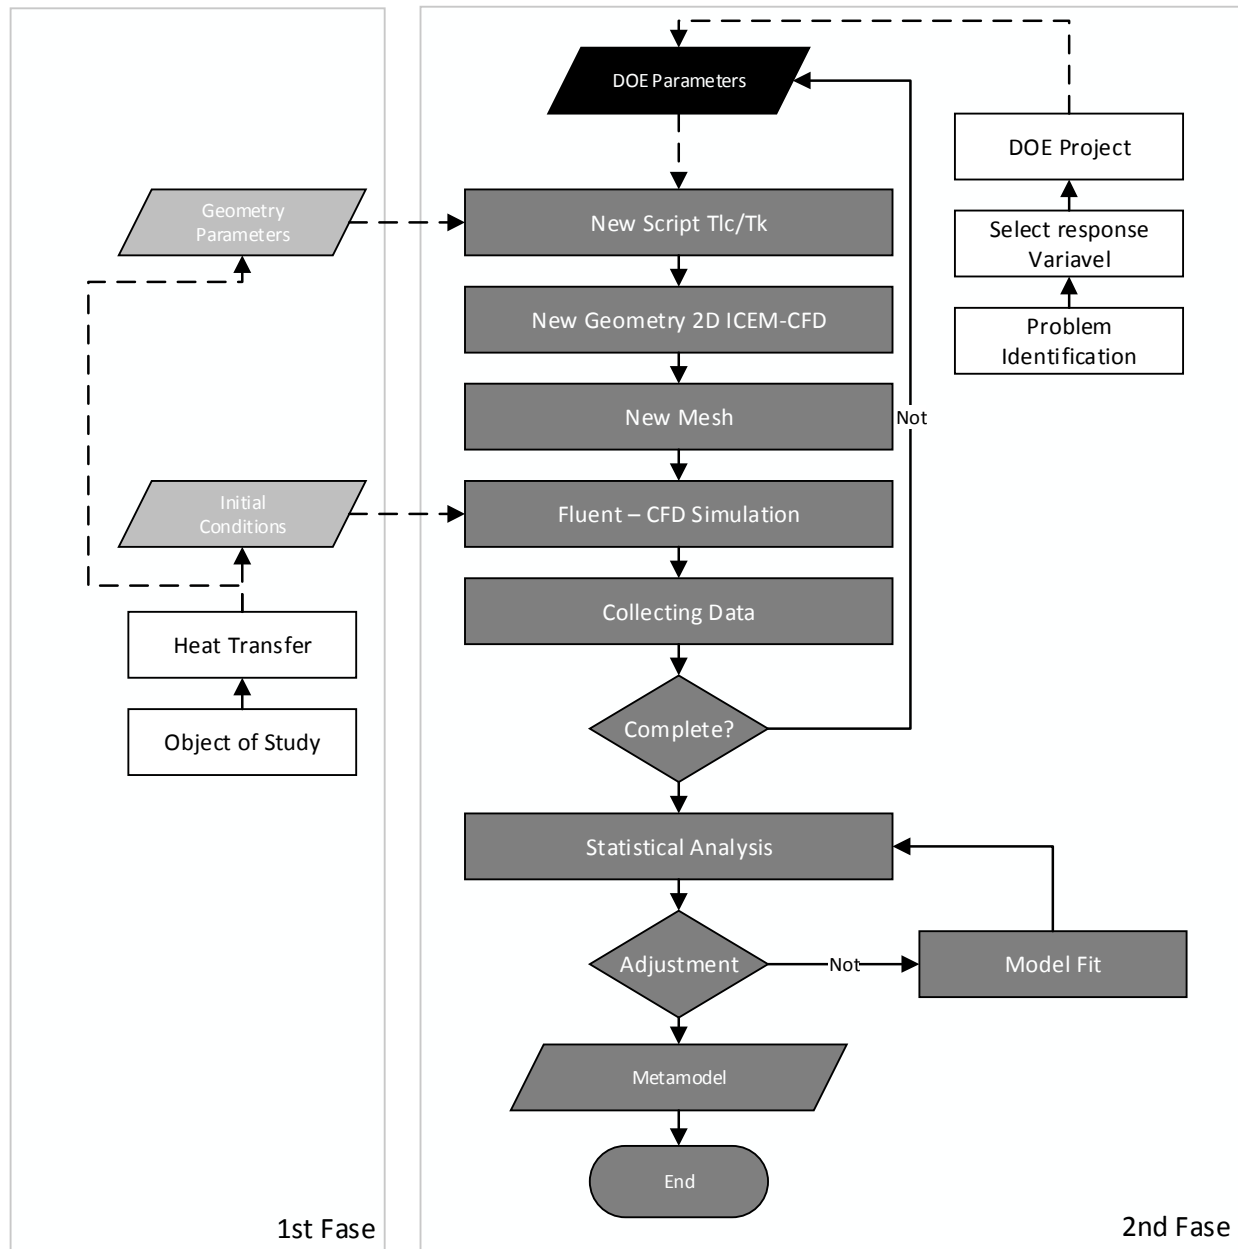 DOE Parameters
DOE Project
Geometry
Parameters
New Script Tlc/Tk
Select response
Variavel
New Geometry 2D ICEM-CFD
Problem
Identification
New Mesh
Not
Initial
Conditions
Fluent – CFD Simulation
Collecting Data
Heat Transfer
Complete?
Object of Study
Statistical Analysis
Adjustment
Not
Model Fit
Metamodel
End
1st Fase
2nd Fase